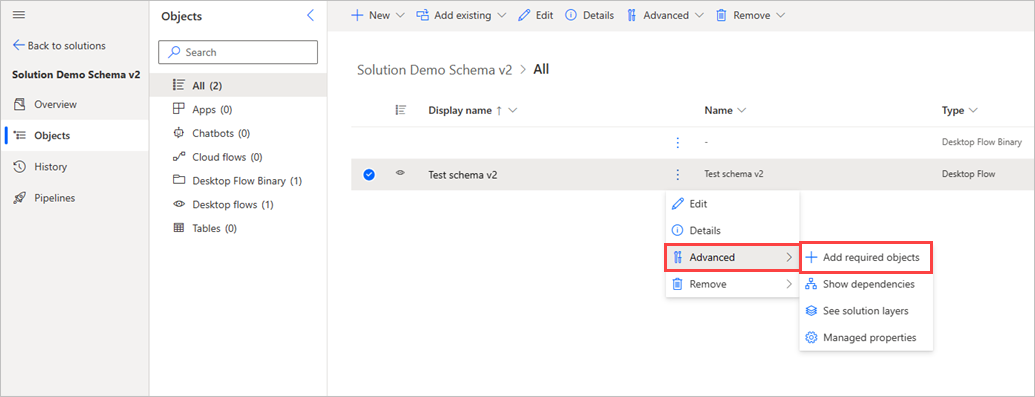 Back to solutions
Solution Demo Schema v2
Overview
Objects
History
Pipelines
Objects
Search
All (2)
Apps (0)
Chatbots (0)
Cloud flows (0)
Desktop Flow Binary (1)
Desktop flows (1)
Tables (0)
New Add existing Edit Details Advanced Remove
Solution Demo Schema v2 > All
Display name ↑ Name Type
- Desktop Flow Binary
Test schema v2 Test schema v2 Desktop Flow
Edit
Details
Advanced
Remove
Add required objects
Show dependencies
See solution layers
Managed properties